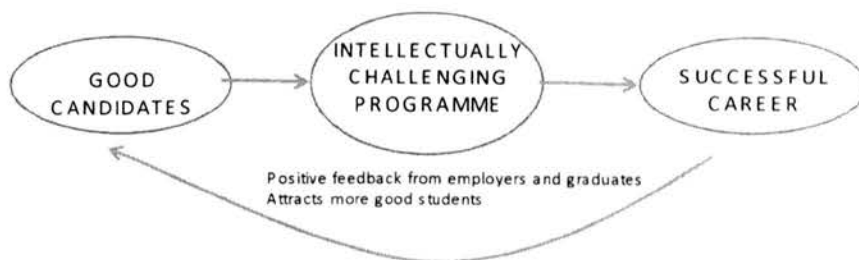 GOOD
CANDIDATES
INTELLECTUALLY
CHALLENGING
PROGRAMME
SUCCESSFUL
CAREER
Positive feedback from employers and graduates
Attracts more good students